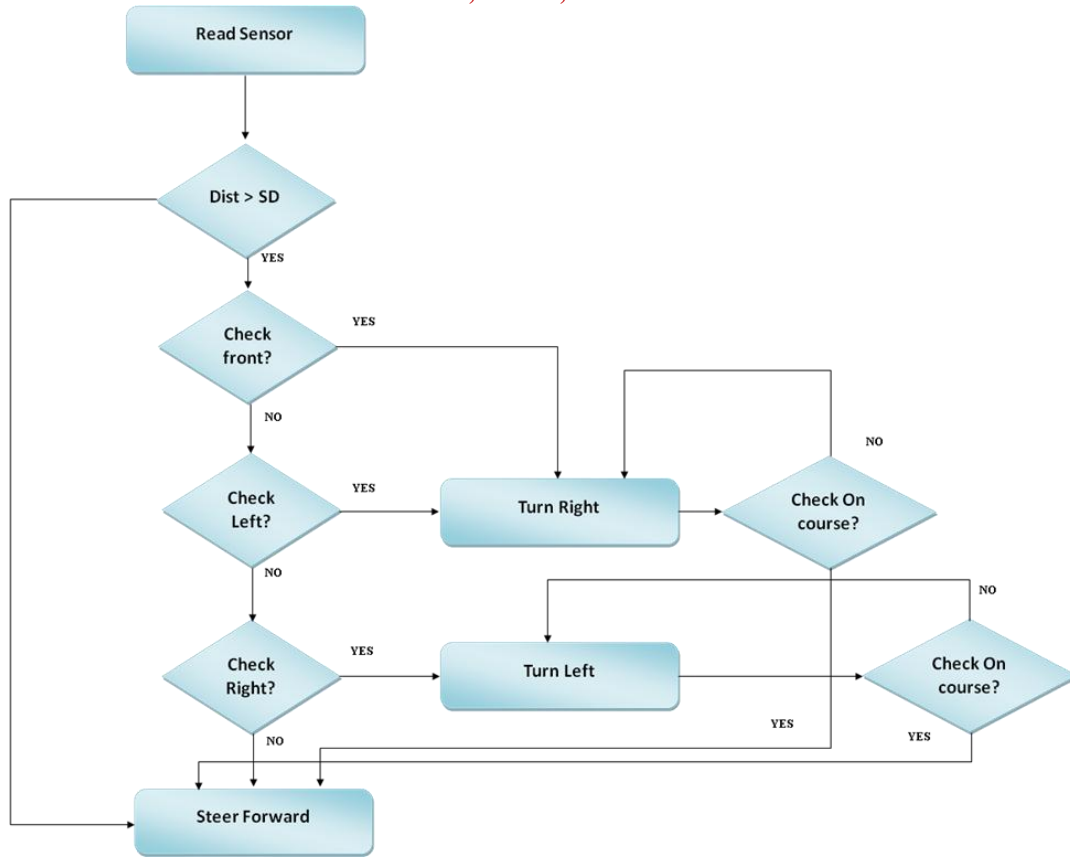 Read Sensor
Dist > SD
YES
Check
front?
YES
NO
Check
Left?
YES
Turn Right
Check On
course?
NO
NO
Check
Right?
YES
Turn Left
Check On
course?
NO
YES
YES
NO
Steer Forward